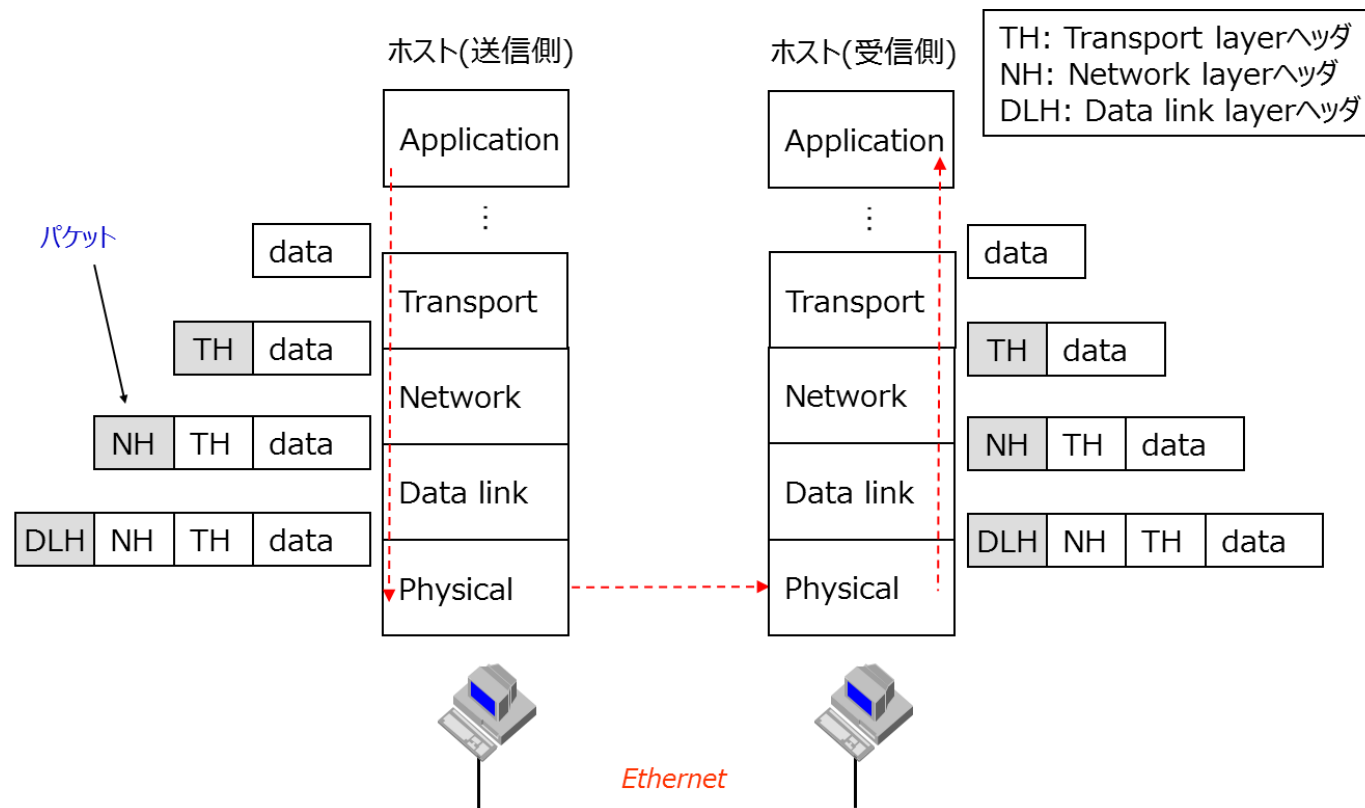 ホスト(送信側)
ホスト(受信側)
TH: Transport layerヘッダ
NH: Network layerヘッダ
DLH: Data link layerヘッダ
Application
Application
⋮
⋮
パケット
data
data
Transport
Transport
TH data
TH data
Network
Network
NH TH data
NH TH data
Data link
Data link
DLH NH TH data
DLH NH TH data
Physical
Physical
Ethernet